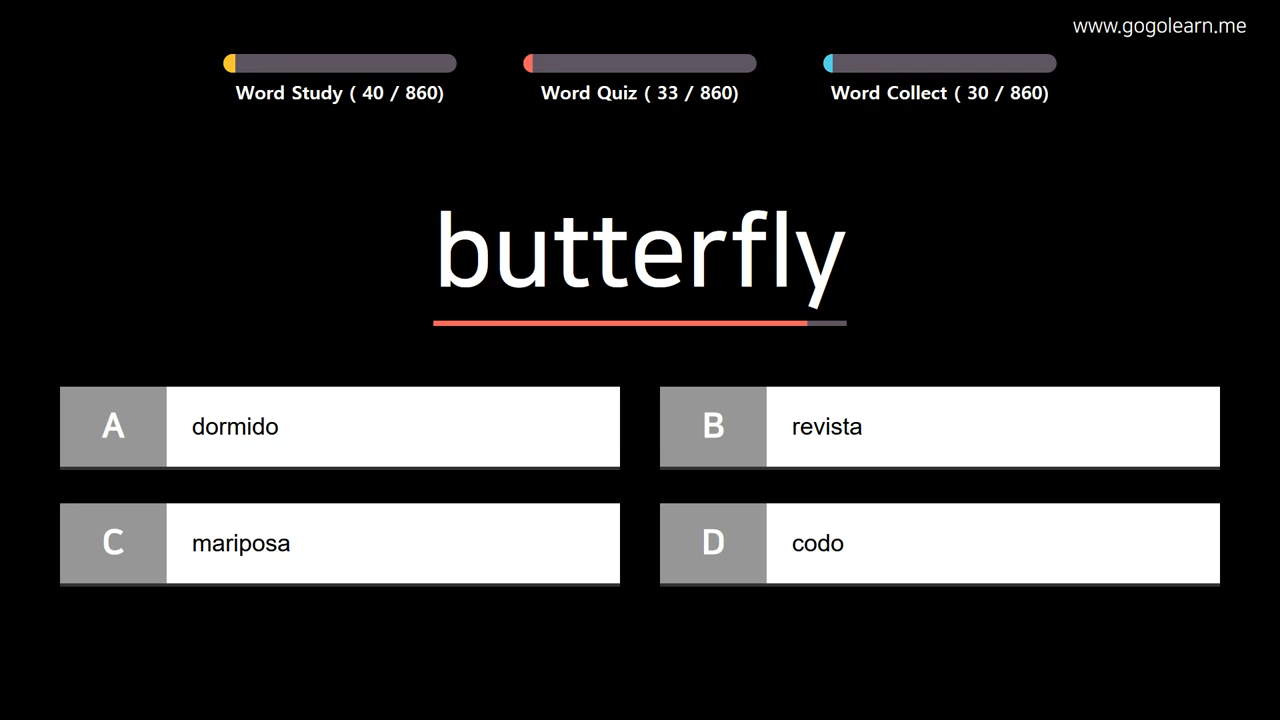 www.gogolearn.me
Word Study ( 40 / 860)
Word Quiz ( 33 / 860)
Word Collect ( 30 / 860)
butterfly
A dormido
B revista
C mariposa
D codo